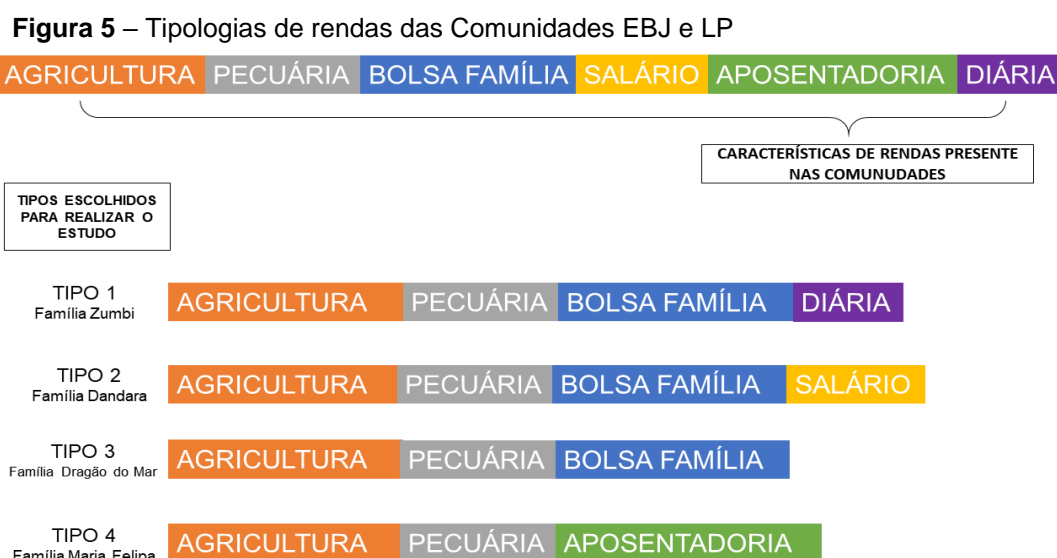 Figura 5 – Tipologias de rendas das Comunidades EBJ e LP
AGRICULTURA PECUÁRIA BOLSA FAMÍLIA SALÁRIO APOSENTADORIA DIÁRIA
CARACTERÍSTICAS DE RENDAS PRESENTE
NAS COMUNUDADES
TIPOS ESCOLHIDOS
PARA REALIZAR O
ESTUDO
TIPO 1
Família Zumbi
AGRICULTURA PECUÁRIA BOLSA FAMÍLIA DIÁRIA
TIPO 2
Família Dandara
AGRICULTURA PECUÁRIA BOLSA FAMÍLIA SALÁRIO
TIPO 3
Família Dragão do Mar
AGRICULTURA PECUÁRIA BOLSA FAMÍLIA
TIPO 4
Família Maria Felipa
AGRICULTURA PECUÁRIA APOSENTADORIA